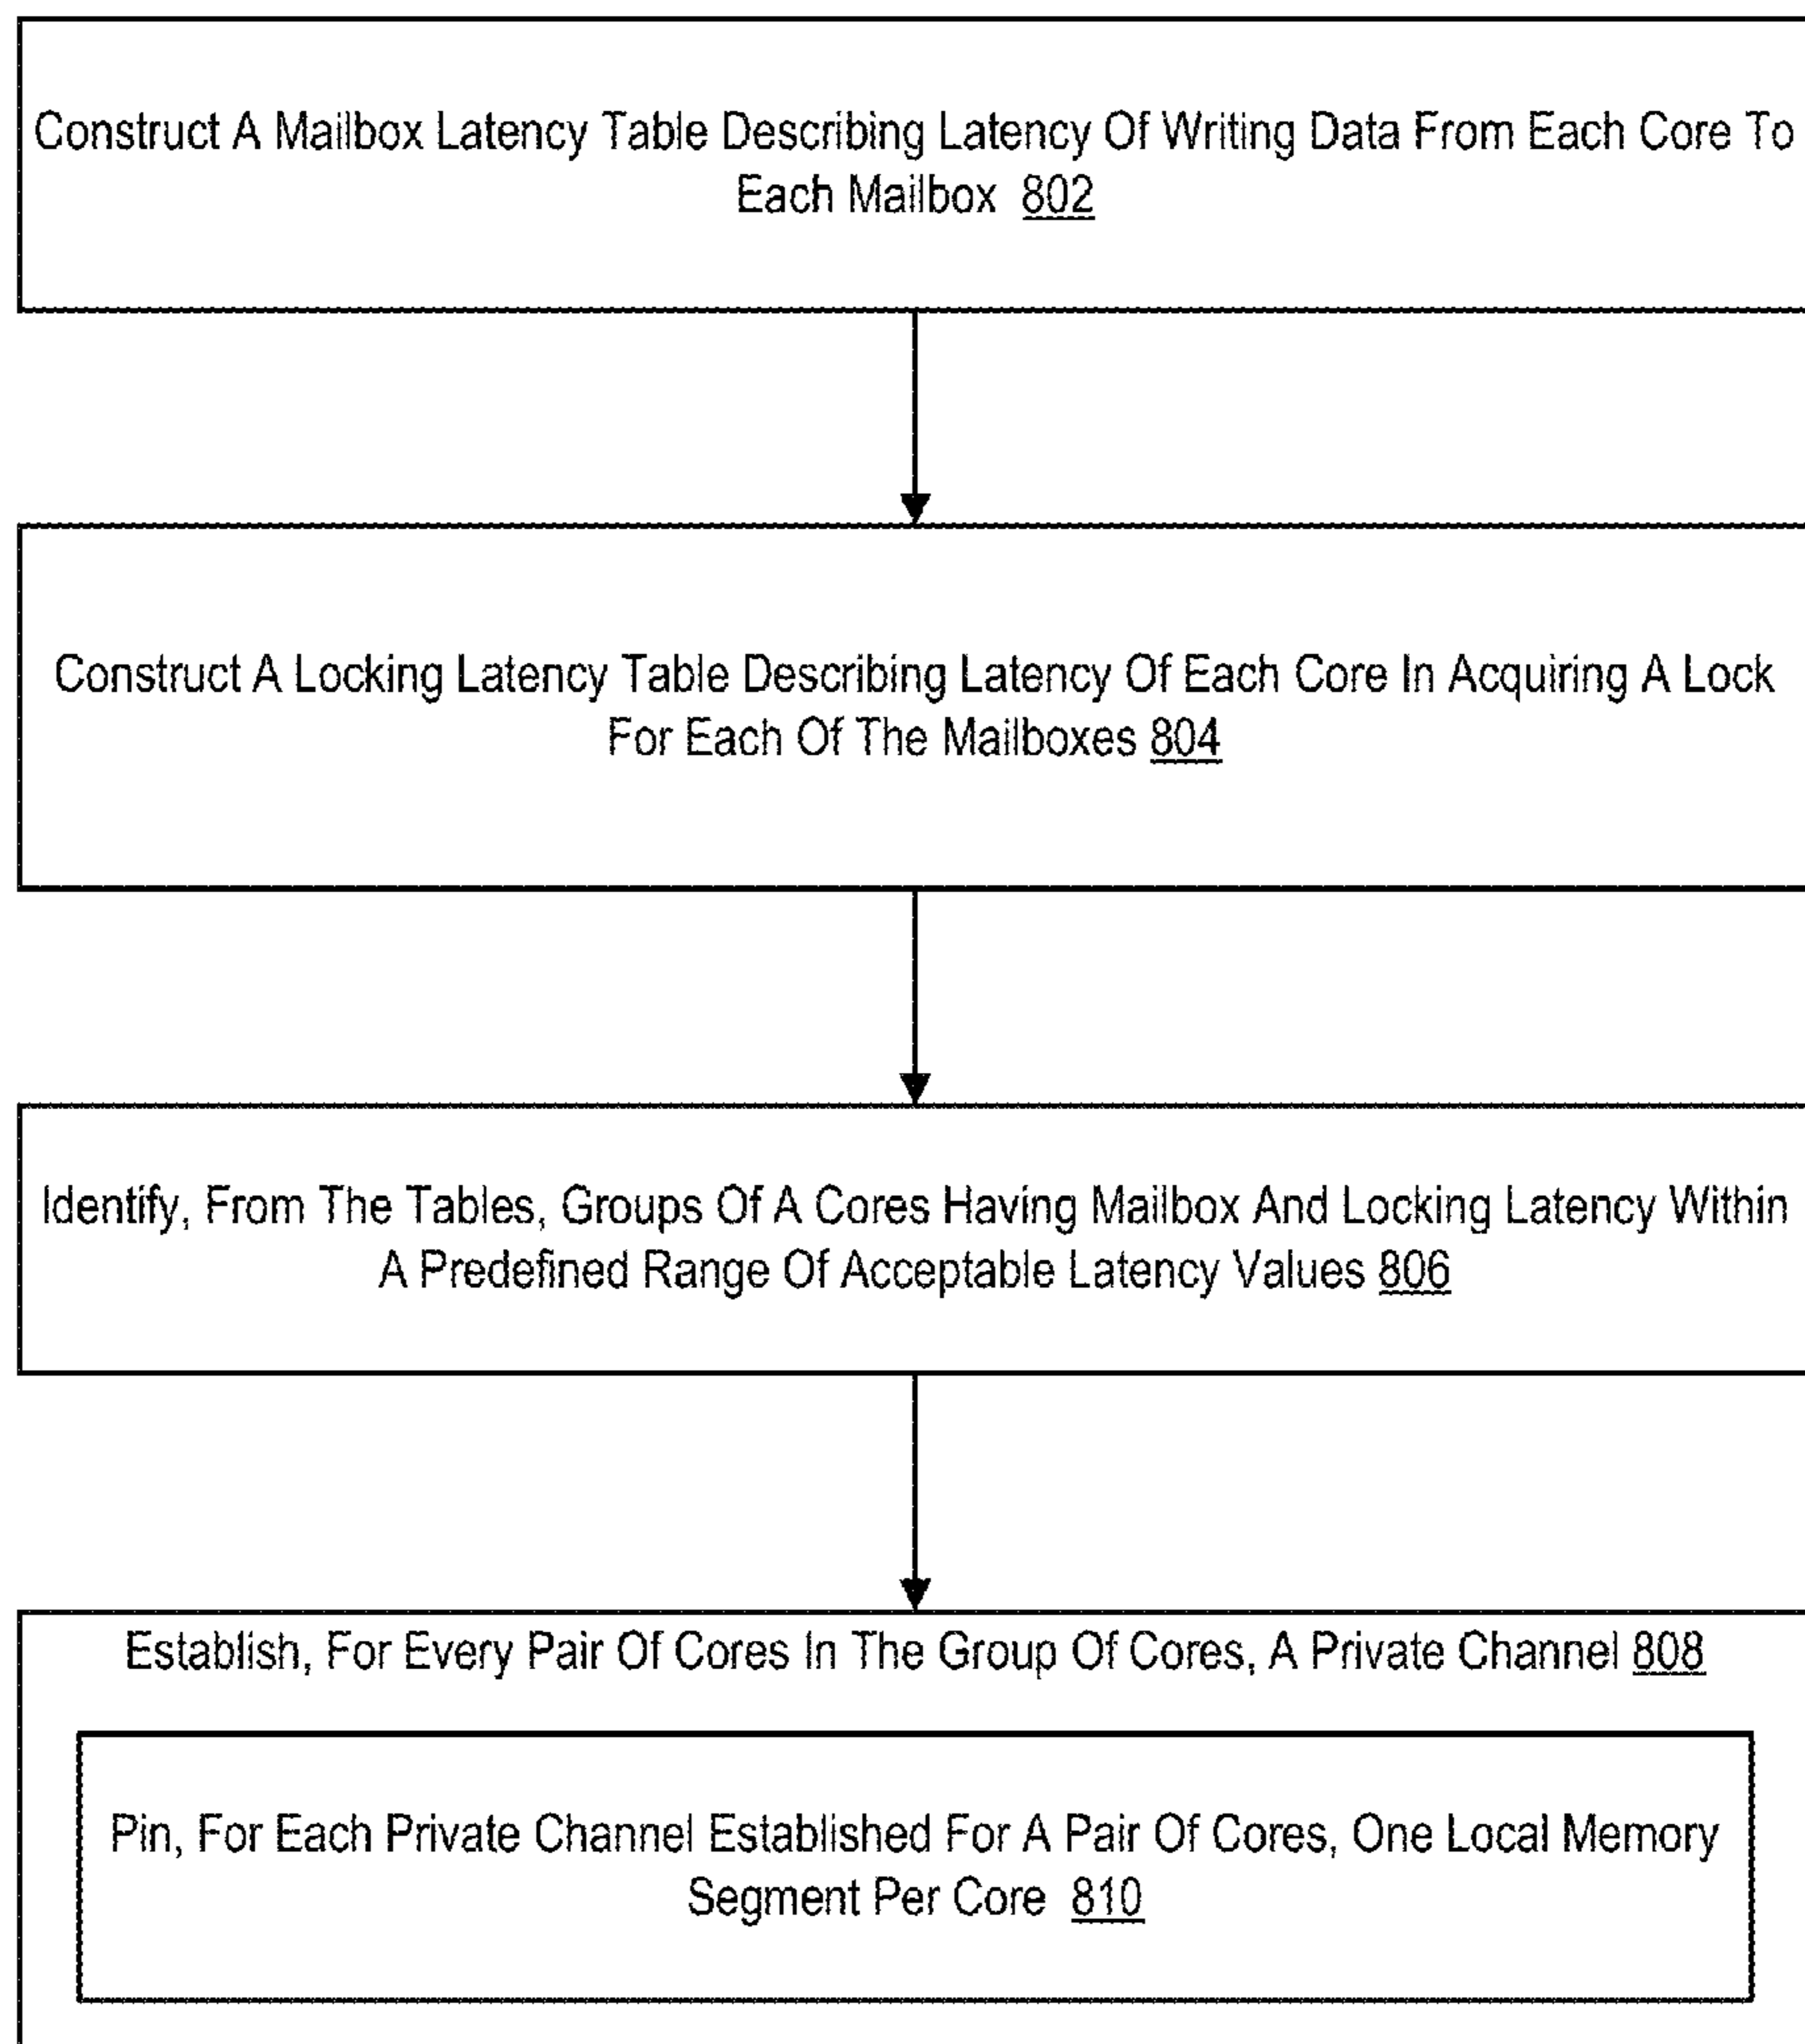 Construct A Mailbox Latency Table Describing Latency Of Writing Data From Each Core To
Each Mailbox 802
Construct A Locking Latency Table Describing Latency Of Each Core In Acquiring A Lock
For Each Of The Mailboxes 804
Identify, From The Tables, Groups Of A Cores Having Mailbox And Locking Latency Within
A Predefined Range Of Acceptable Latency Values 806
Establish, For Every Pair Of Cores In The Group Of Cores, A Private Channel 808
Pin, For Each Private Channel Established For A Pair Of Cores, One Local Memory
Segment Per Core 810